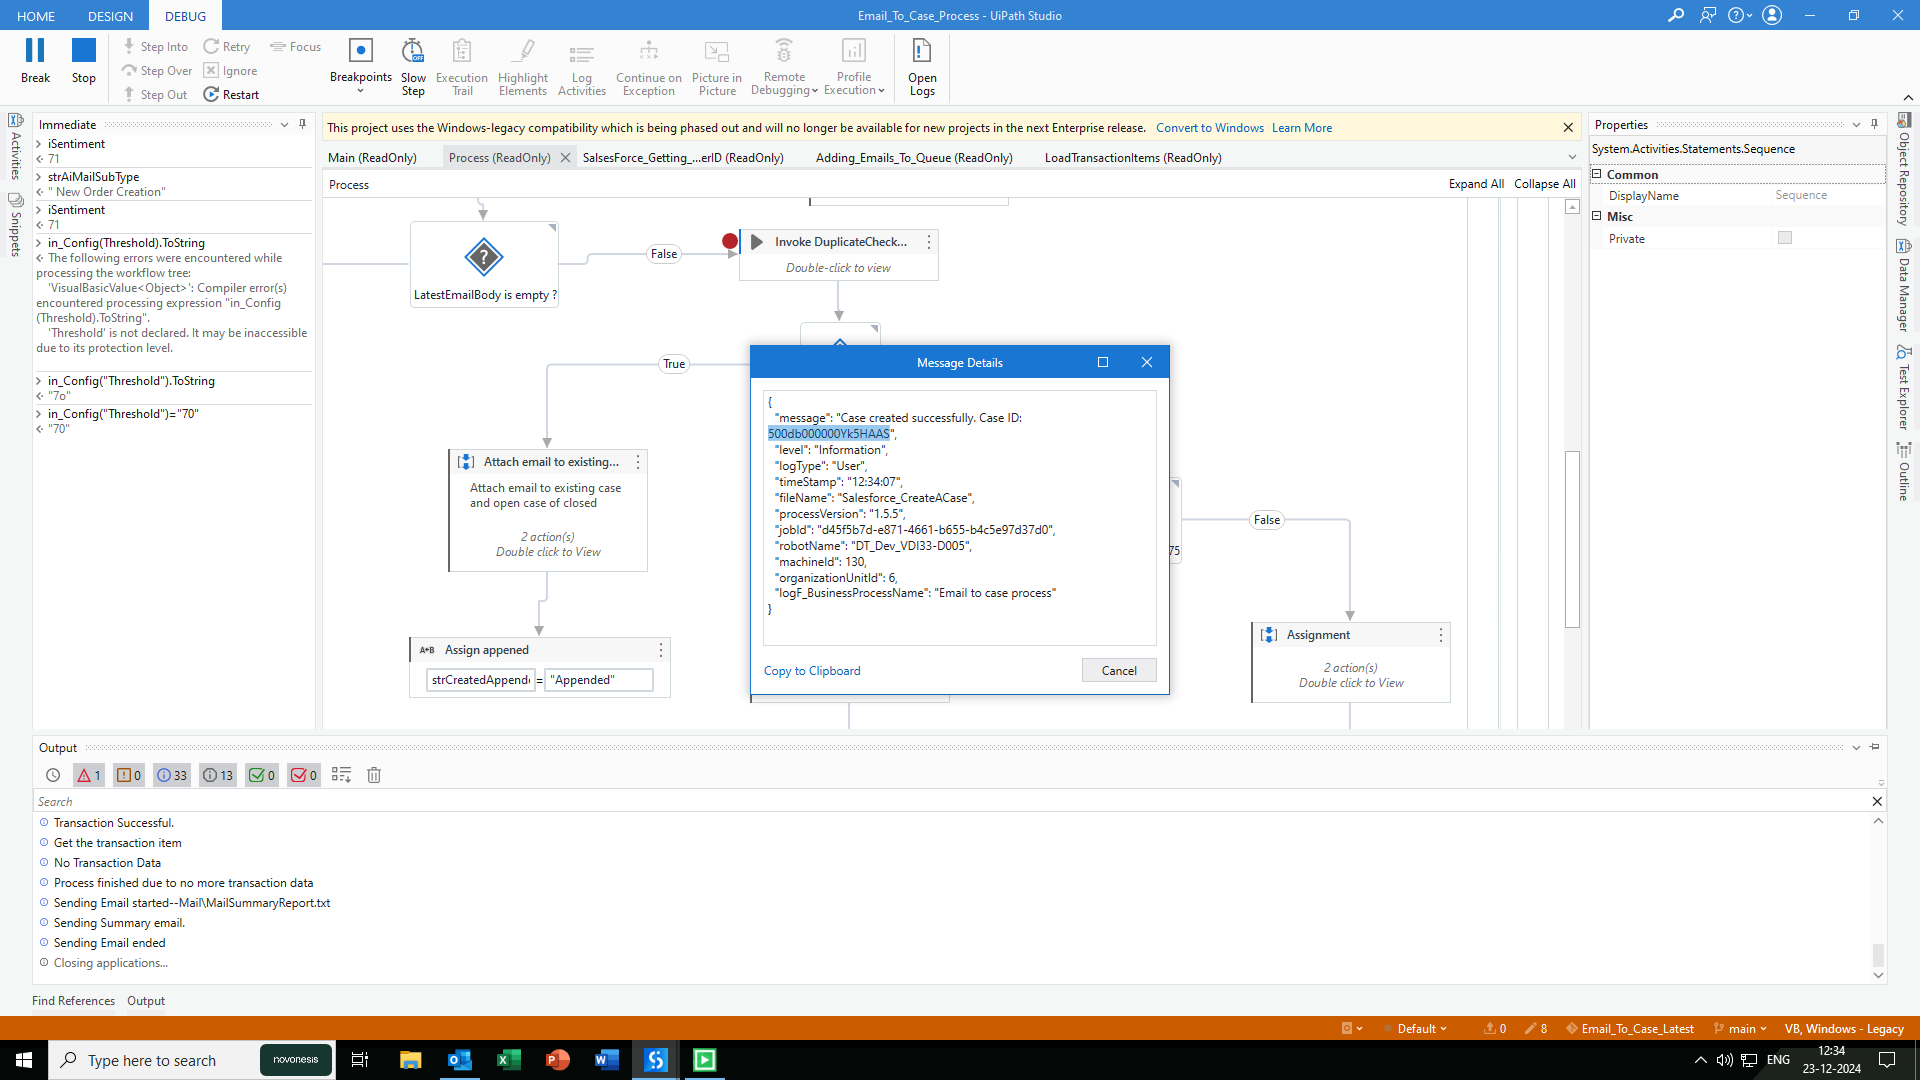 HOME
DESIGN
DEBUG
Email_To_Case_Process - UiPath Studio
Break
Stop
Step Into
Step Over
Step Out
Retry
Ignore
Restart
Focus
Breakpoints
Slow
Step
Execution
Trail
Highlight
Elements
Log
Activities
Continue on
Exception
Picture in
Picture
Remote
Debugging
Profile
Execution
Open
Logs
Activities
Snippets
Immediate
iSentiment
71
strAiMailSubType
" New Order Creation"
iSentiment
71
in_Config(Threshold).ToString
The following errors were encountered while
processing the workflow tree:
'VisualBasicValue<Object>': Compiler error(s)
encountered processing expression "in_Config
(Threshold).ToString".
'Threshold' is not declared. It may be inaccessible
due to its protection level.
in_Config("Threshold").ToString
"7o"
in_Config("Threshold")="70"
"70"
This project uses the Windows-legacy compatibility which is being phased out and will no longer be available for new projects in the next Enterprise release.
Convert to Windows
Learn More
Main (ReadOnly)
Process (ReadOnly)
SalsesForce_Getting_...erID (ReadOnly)
Adding_Emails_To_Queue (ReadOnly)
LoadTransactionItems (ReadOnly)
Process
Expand All
Collapse All
LatestEmailBody is empty ?
False
Invoke DuplicateCheck...
Double-click to view
True
Attach email to existing...
Attach email to existing case
and open case of closed
2 action(s)
Double click to View
Assign appened
strCreatedAppende
=
"Appended"
75
False
Assignment
2 action(s)
Double click to View
Message Details
{
"message": "Case created successfully. Case ID:
500db000000Yk5HAAS",
"level": "Information",
"logType": "User",
"timeStamp": "12:34:07",
"fileName": "Salesforce_CreateACase",
"processVersion": "1.5.5",
"jobId": "d45f5b7d-e871-4661-b655-b4c5e97d37d0",
"robotName": "DT_Dev_VDI33-D005",
"machineId": 130,
"organizationUnitId": 6,
"logF_BusinessProcessName": "Email to case process"
}
Copy to Clipboard
Cancel
Properties
System.Activities.Statements.Sequence
Common
DisplayName
Sequence
Misc
Private
Object Repository
Data Manager
Test Explorer
Outline
Output
1
0
33
13
0
0
Search
Transaction Successful.
Get the transaction item
No Transaction Data
Process finished due to no more transaction data
Sending Email started--Mail\MailSummaryReport.txt
Sending Summary email.
Sending Email ended
Closing applications...
Find References
Output
Default
0
8
Email_To_Case_Latest
main
VB, Windows - Legacy
Type here to search
novonesis
ENG
12:34
23-12-2024